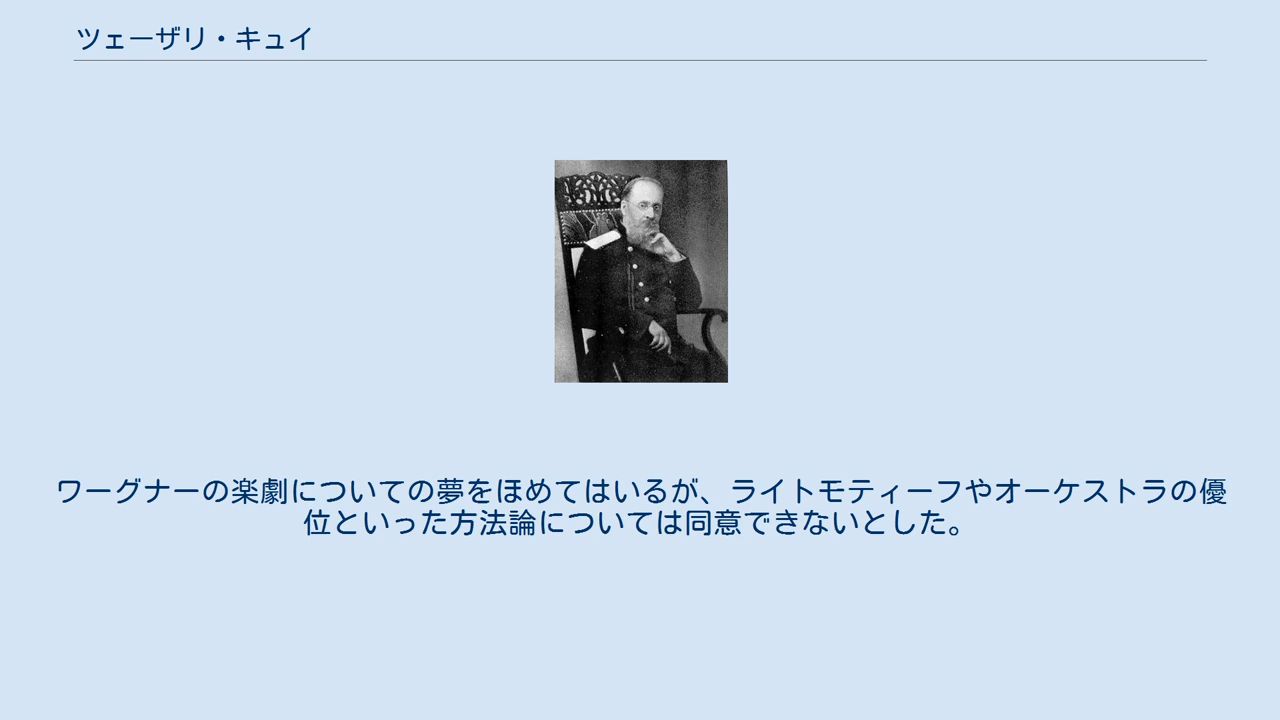 ツェーザリ・キュイ
ワーグナーの楽劇についての夢をほめてはいるが、ライトモティーフやオーケストラの優
位といった方法論については同意できないとした。